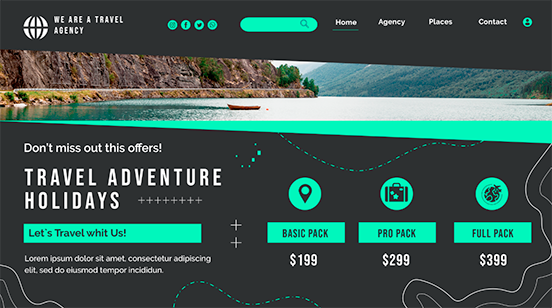 WE ARE A TRAVEL
AGENCY
Home
Agency
Places
Contact
Don't miss out this offers!
TRAVEL ADVENTURE
HOLIDAYS
Let`s Travel whit Us!
Lorem ipsum dolor sit amet, consectetur adipiscing
elit, sed do eiusmod tempor incididun.
BASIC PACK
$199
PRO PACK
$299
FULL PACK
$399